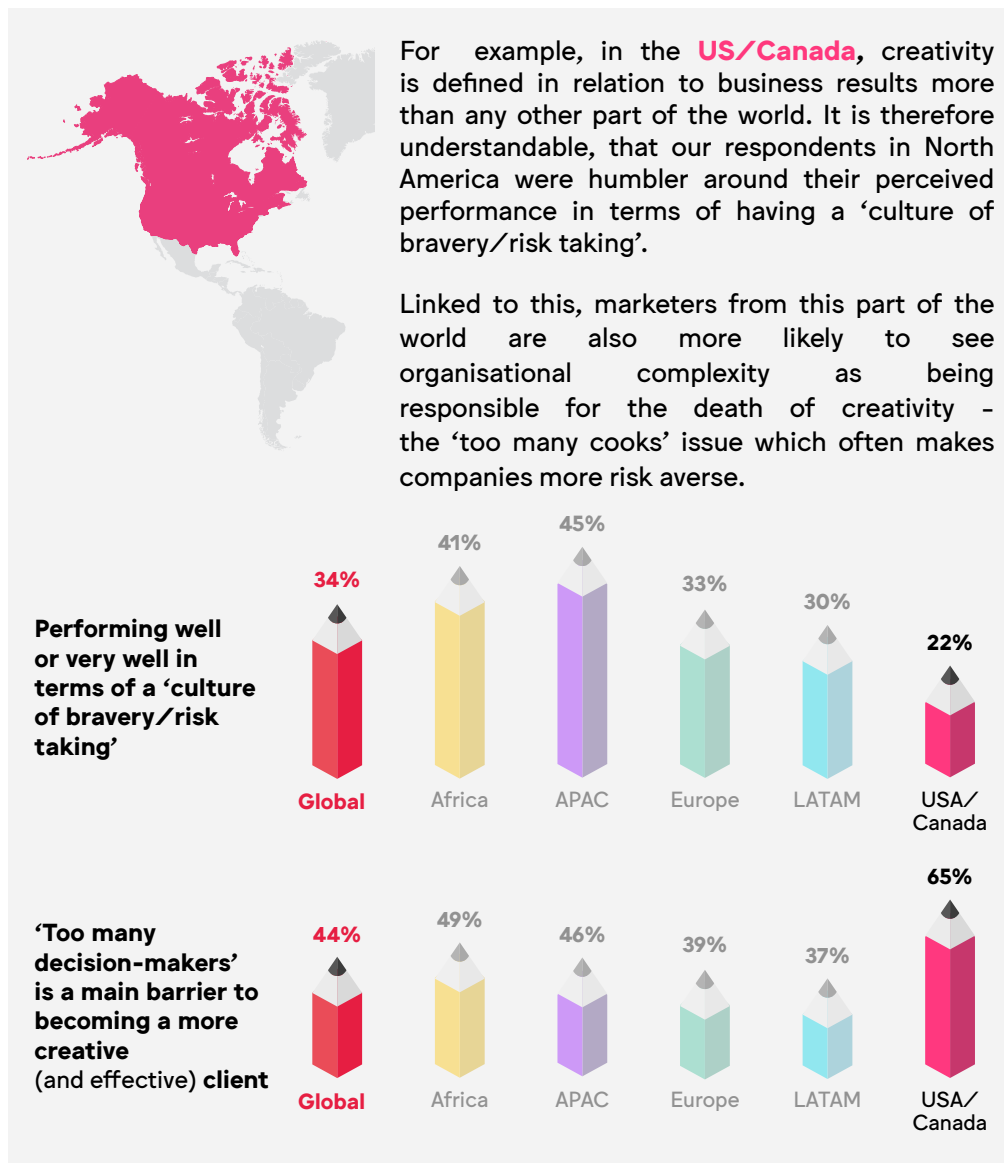 For example, in the US/Canada, creativity
is defined in relation to business results more
than any other part of the world. It is therefore
understandable, that our respondents in North
America were humbler around their perceived
performance in terms of having a ‘culture of
bravery/risk taking’.
Linked to this, marketers from this part of the
world are also more likely to see
organisational complexity as being
responsible for the death of creativity -
the ‘too many cooks’ issue which often makes
companies more risk averse.
Performing well
or very well in
terms of a ‘culture
of bravery/risk
taking’
34%
41%
45%
33%
30%
22%
Global
Africa
APAC
Europe
LATAM
USA/
Canada
‘Too many
decision-makers’
is a main barrier to
becoming a more
creative
(and effective) client
44%
49%
46%
39%
37%
65%
Global
Africa
APAC
Europe
LATAM
USA/
Canada